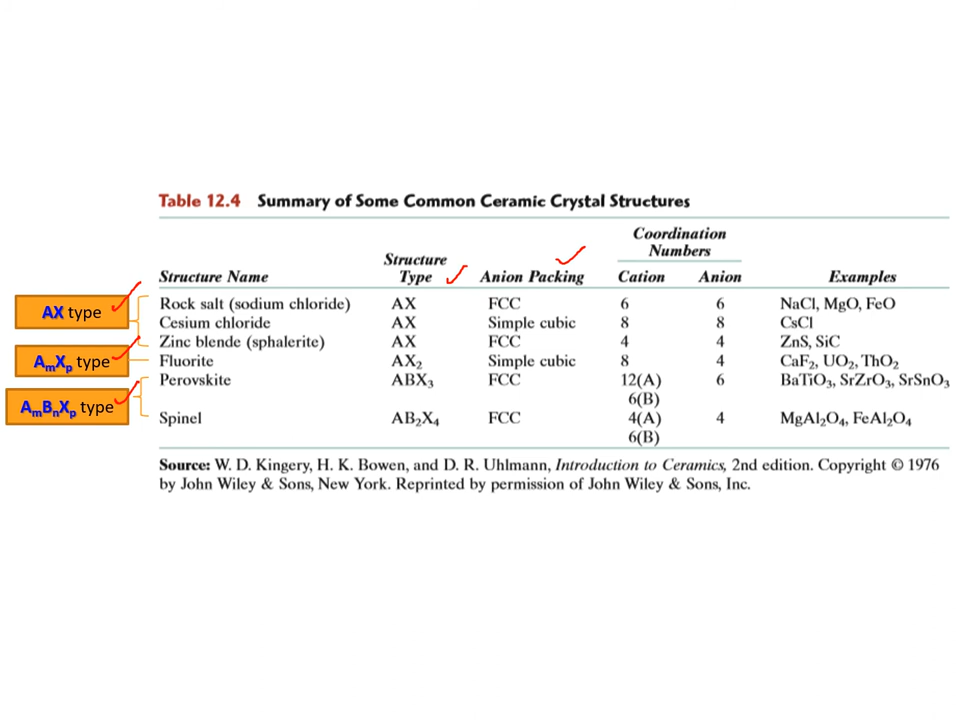 Table 12.4 Summary of Some Common Ceramic Crystal Structures
Coordination
Numbers
Structure
Structure Name Type Anion Packing Cation Anion Examples
AX type
Rock salt (sodium chloride) AX FCC 6 6 NaCl, MgO, FeO
Cesium chloride AX Simple cubic 8 8 CsCl
Zinc blende (sphalerite) AX FCC 4 4 ZnS, SiC
AₘXₚ type
Fluorite AX₂ Simple cubic 8 4 CaF₂, UO₂, ThO₂
AₘBₙXₚ type
Perovskite ABX₃ FCC 12(A) 6 BaTiO₃, SrZrO₃, SrSnO₃
6(B)
Spinel AB₂X₄ FCC 4(A) 4 MgAl₂O₄, FeAl₂O₄
6(B)
Source: W. D. Kingery, H. K. Bowen, and D. R. Uhlmann, Introduction to Ceramics, 2nd edition. Copyright © 1976
by John Wiley & Sons, New York. Reprinted by permission of John Wiley & Sons, Inc.